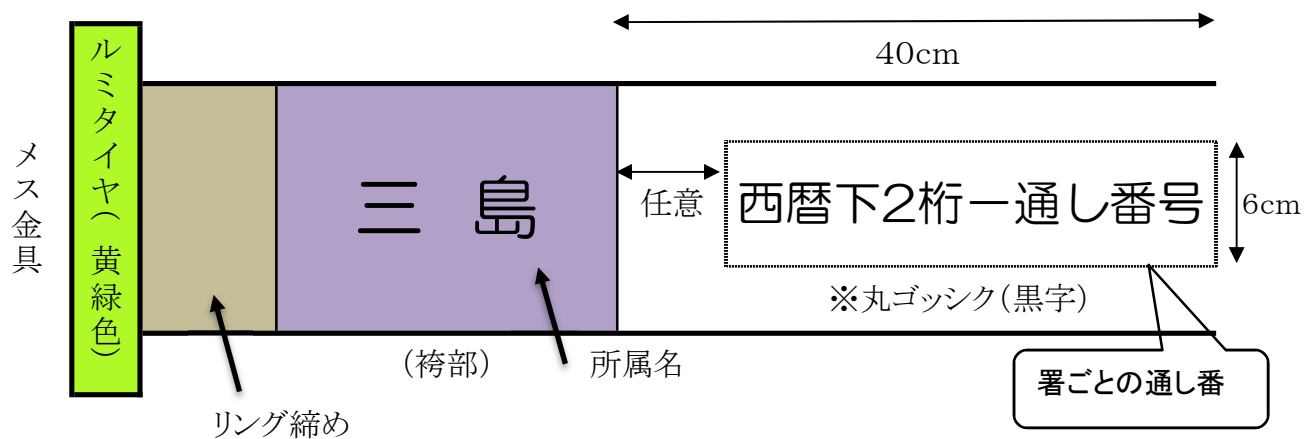 メス金具
ルミタイヤ(黄緑色)
三島
40cm
任意
西暦下2桁ー通し番号
6cm
※丸ゴッシク(黒字)
(袴部)
所属名
リング締め
署ごとの通し番